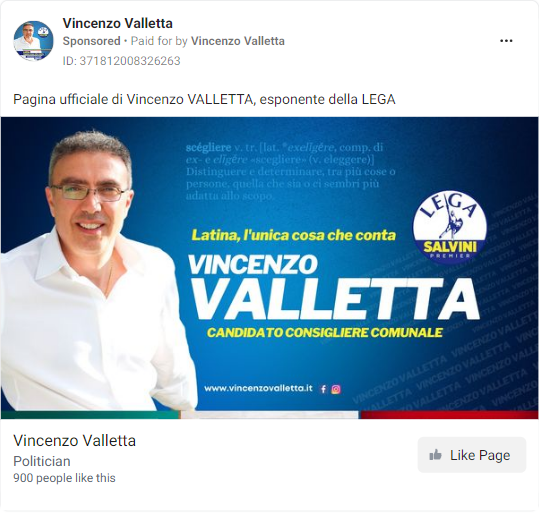 Vincenzo Valletta
Sponsored • Paid for by Vincenzo Valletta
ID: 371812008326263
Pagina ufficiale di Vincenzo VALLETTA, esponente della LEGA
scégliere v. tr. [lat. *exelĭgĕre, comp. di
ex- e eligĕre «scegliere» (v. eleggere)]
Distinguere e determinare, tra più cose o
persone, quella che sia o ci sembri più
adatta allo scopo.
LEGA
SALVINI
PREMIER
Latina, l'unica cosa che conta
VINCENZO
VALLETTA
CANDIDATO CONSIGLIERE COMUNALE
www.vincenzovalletta.it
VINCENZO VALLETTA
Vincenzo Valletta
Politician
900 people like this
Like Page